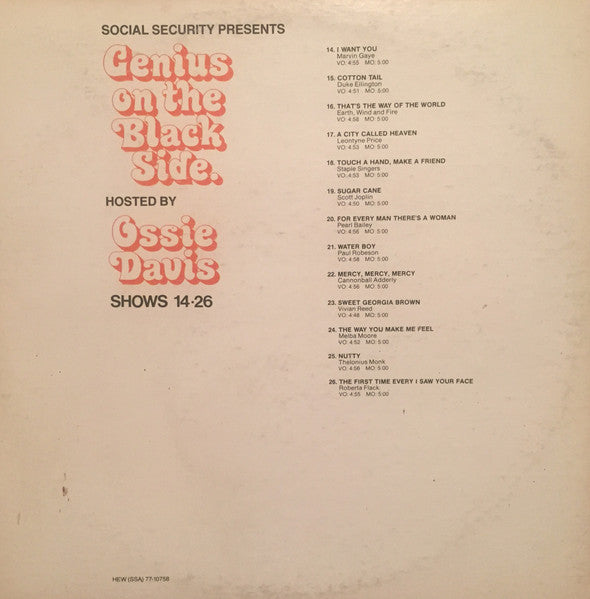 SOCIAL SECURITY PRESENTS
Genius
on the
Black
Side.
HOSTED BY
Ossie
Davis
SHOWS 14-26
14. I WANT YOU
Marvin Gaye
VO: 4:55 MO: 5:00
15. COTTON TAIL
Duke Ellington
VO: 4:51 MO: 5:00
16. THAT'S THE WAY OF THE WORLD
Earth, Wind and Fire
VO: 4:58 MO: 5:00
17. A CITY CALLED HEAVEN
Leontyne Price
VO: 4:53 MO: 5:00
18. TOUCH A HAND, MAKE A FRIEND
Staple Singers
VO: 4:53 MO: 5:00
19. SUGAR CANE
Scott Joplin
VO: 4:50 MO: 5:00
20. FOR EVERY MAN THERE'S A WOMAN
Pearl Bailey
VO: 4:56 MO: 5:00
21. WATER BOY
Paul Robeson
VO: 4:58 MO: 5:00
22. MERCY, MERCY, MERCY
Cannonball Adderly
VO: 4:56 MO: 5:00
23. SWEET GEORGIA BROWN
Vivian Reed
VO: 4:48 MO: 5:00
24. THE WAY YOU MAKE ME FEEL
Melba Moore
VO: 4:52 MO: 5:00
25. NUTTY
Thelonius Monk
VO: 4:56 MO: 5:00
26. THE FIRST TIME EVERY I SAW YOUR FACE
Roberta Flack
VO: 4:55 MO: 5:00
HEW (SSA) 77-10758